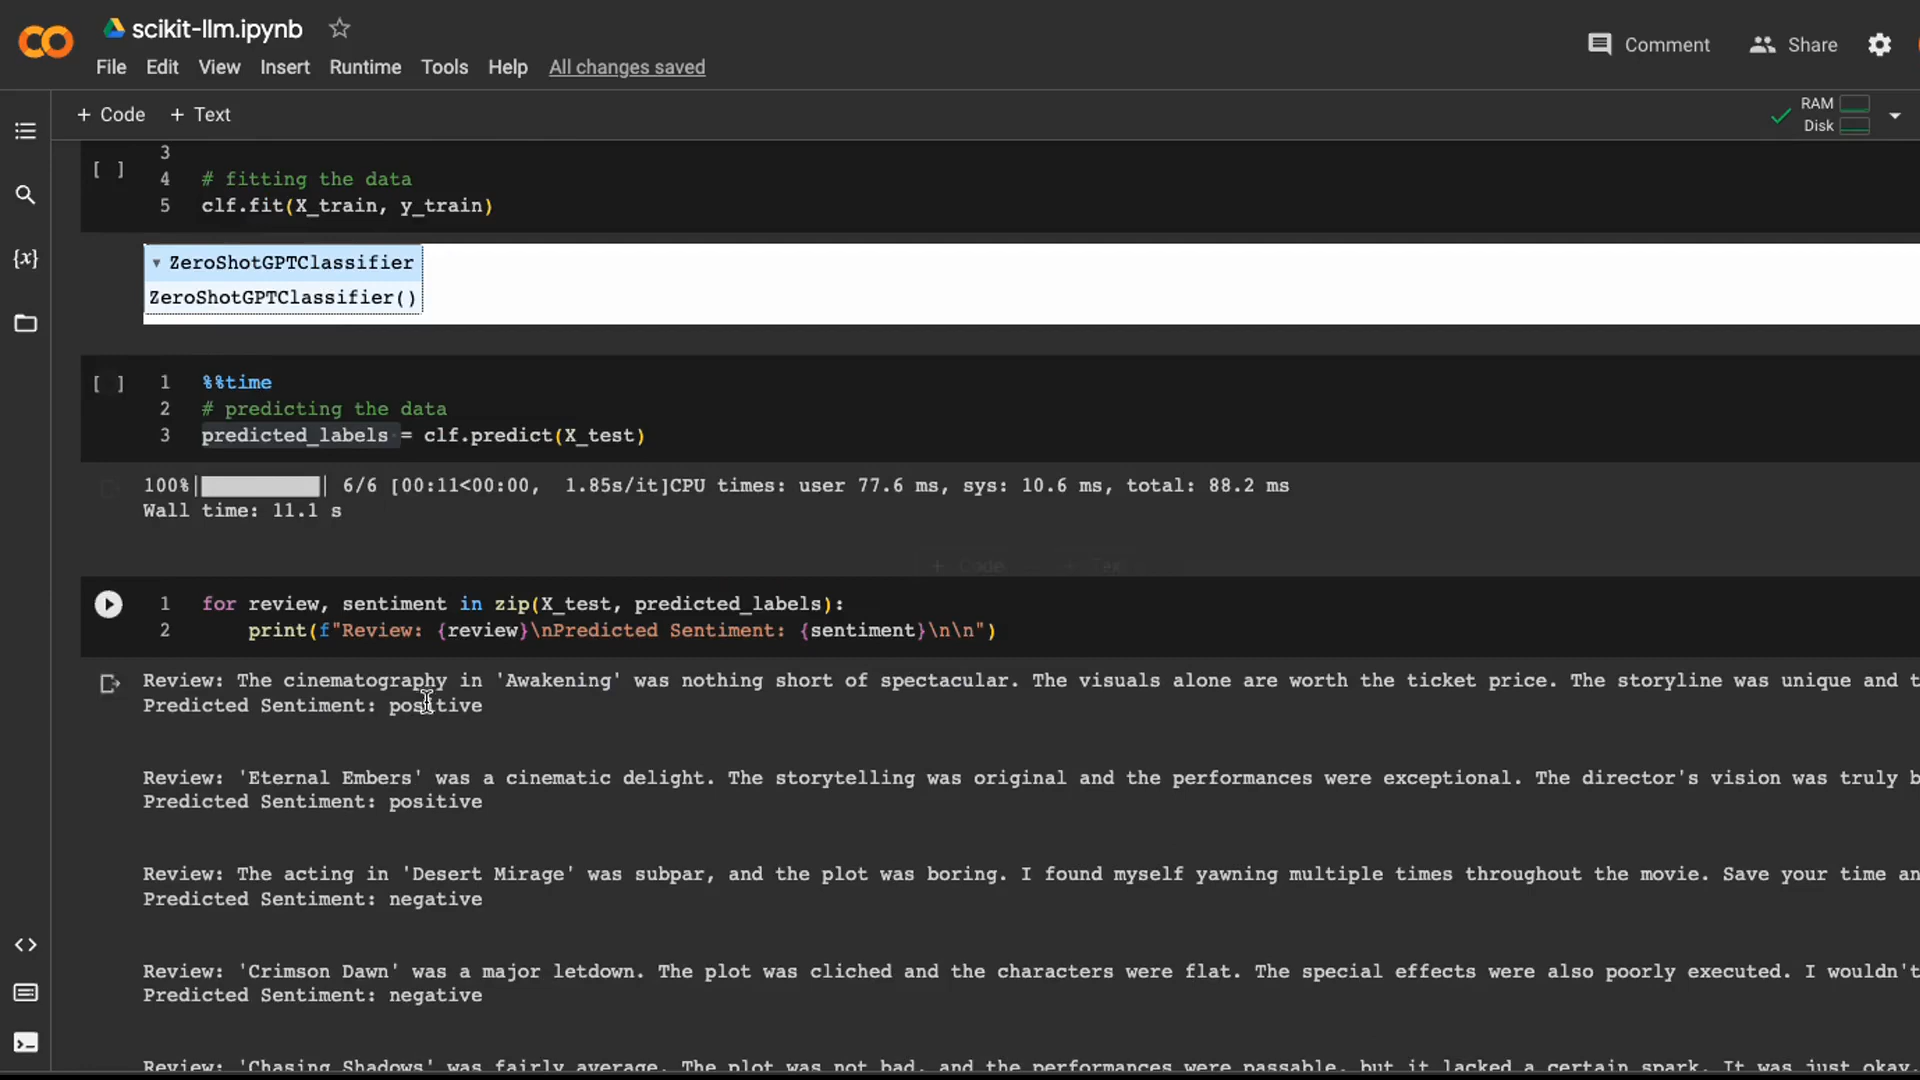 scikit-llm.ipynb
File Edit View Insert Runtime Tools Help All changes saved
Comment Share
+ Code + Text
RAM
Disk
{x}
3
[ ] 4 # fitting the data
5 clf.fit(X_train, y_train)
▾ ZeroShotGPTClassifier
ZeroShotGPTClassifier()
[ ] 1 %%time
2 # predicting the data
3 predicted_labels = clf.predict(X_test)
100%| | 6/6 [00:11<00:00, 1.85s/it]CPU times: user 77.6 ms, sys: 10.6 ms, total: 88.2 ms
Wall time: 11.1 s
+ Code + Text
1 for review, sentiment in zip(X_test, predicted_labels):
2 print(f"Review: {review}\nPredicted Sentiment: {sentiment}\n\n")
Review: The cinematography in 'Awakening' was nothing short of spectacular. The visuals alone are worth the ticket price. The storyline was unique and t
Predicted Sentiment: positive
Review: 'Eternal Embers' was a cinematic delight. The storytelling was original and the performances were exceptional. The director's vision was truly b
Predicted Sentiment: positive
Review: The acting in 'Desert Mirage' was subpar, and the plot was boring. I found myself yawning multiple times throughout the movie. Save your time an
Predicted Sentiment: negative
Review: 'Crimson Dawn' was a major letdown. The plot was cliched and the characters were flat. The special effects were also poorly executed. I wouldn't
Predicted Sentiment: negative
Review: 'Chasing Shadows' was fairly average. The plot was not bad, and the performances were passable, but it lacked a certain spark. It was just okay.